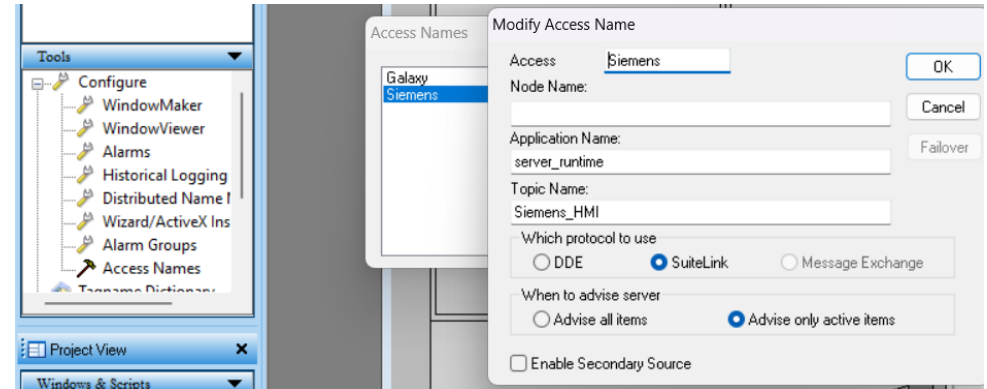 Tools
Configure
WindowMaker
WindowViewer
Alarms
Historical Logging
Distributed Name
Wizard/ActiveX Ins
Alarm Groups
Access Names
Tagname Dictionary
Project View
Windows & Scripts
Access Names
Galaxy
Siemens
Modify Access Name
Access
Siemens
OK
Node Name:
Cancel
Application Name:
Failover
server_runtime
Topic Name:
Siemens_HMI
Which protocol to use
DDE
SuiteLink
Message Exchange
When to advise server
Advise all items
Advise only active items
Enable Secondary Source